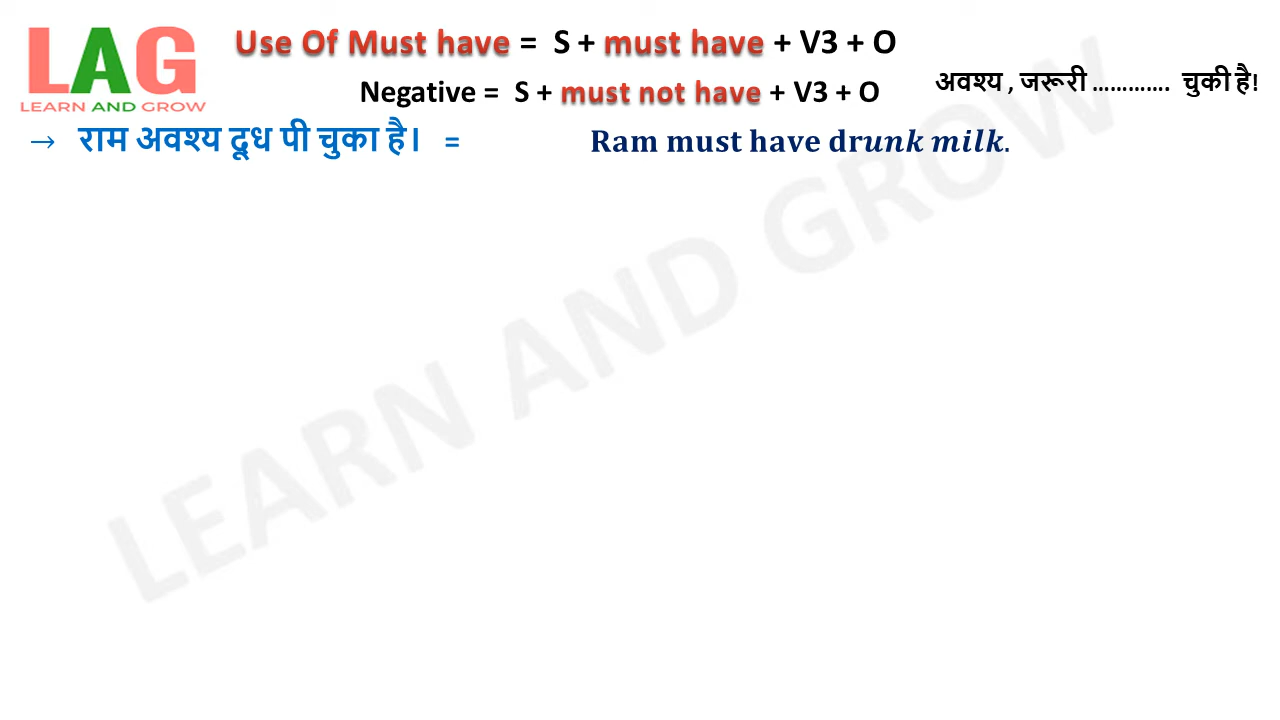 LAG
LEARN AND GROW
Use Of Must have = S + must have + V3 + O
Negative = S + must not have + V3 + O
अवश्य , जरूरी ............. चुकी है!
→ राम अवश्य दूध पी चुका है। = Ram must have drunk milk.
LEARN AND GROW